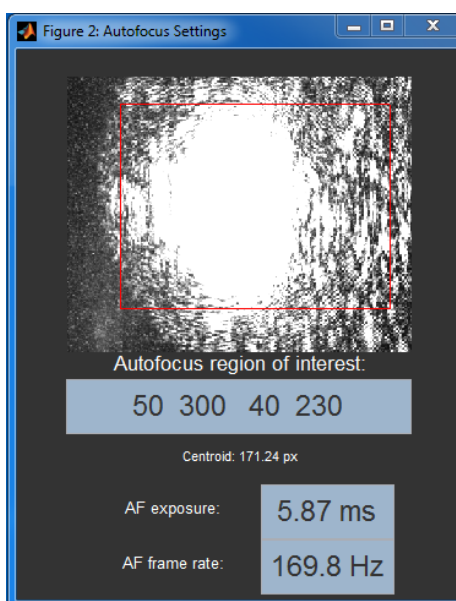 Figure 2: Autofocus Settings
Autofocus region of interest:
50 300 40 230
Centroid: 171.24 px
AF exposure: 5.87 ms
AF frame rate: 169.8 Hz